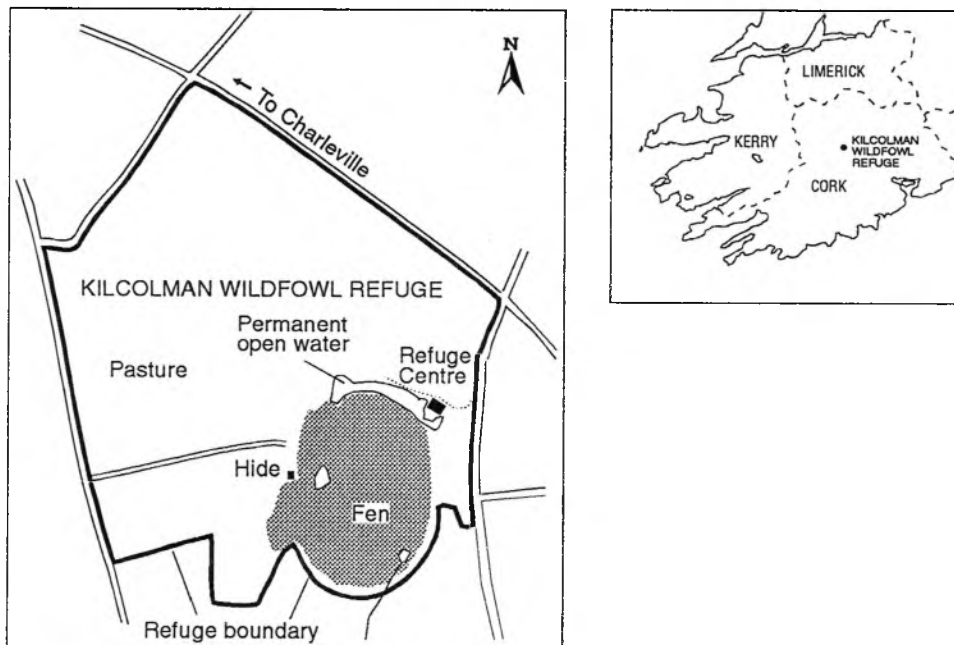 N
To Charleville
KILCOLMAN WILDFOWL REFUGE
Permanent
open water
Refuge
Centre
Pasture
Hide
Fen
Refuge boundary
LIMERICK
KERRY
KILCOLMAN
WILDFOWL
REFUGE
CORK